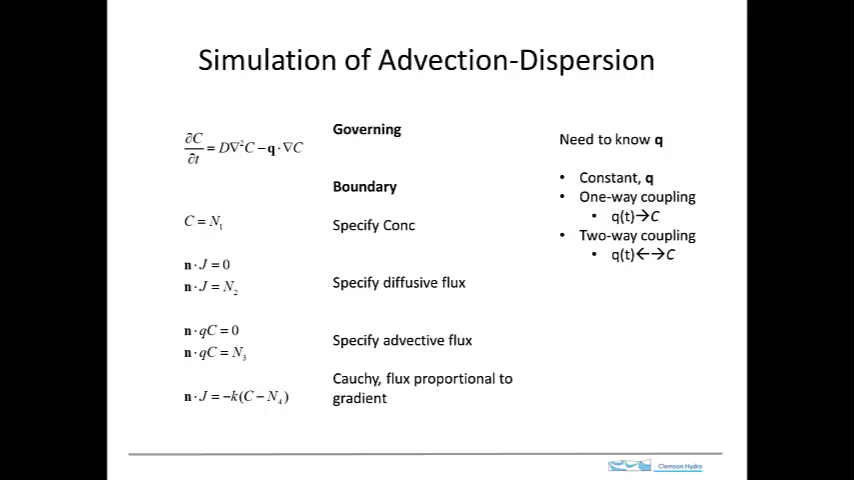 Simulation of Advection-Dispersion
Governing
∂C/∂t = D∇²C − q·∇C
Boundary
C = N₁
Specify Conc
n·J = 0
n·J = N₂
Specify diffusive flux
n·qC = 0
n·qC = N₃
Specify advective flux
n·J = −k(C − N₄)
Cauchy, flux proportional to
gradient
Need to know q
• Constant, q
• One-way coupling
• q(t)→C
• Two-way coupling
• q(t)←→C
Clemson Hydro